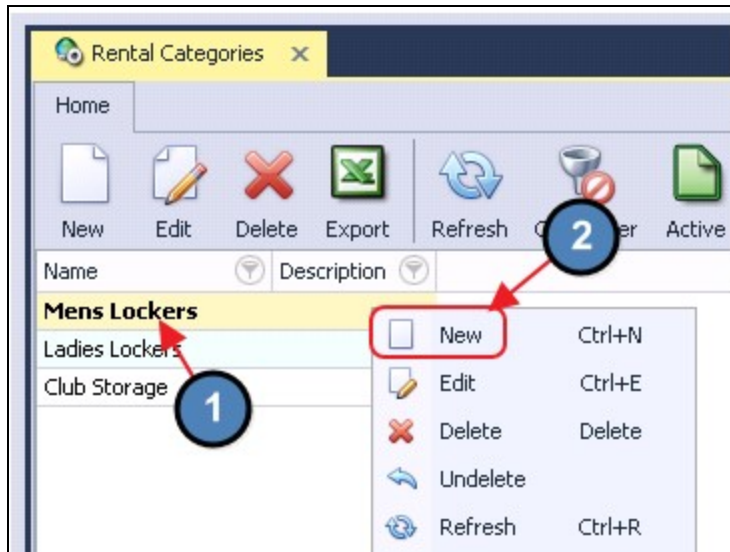 Rental Categories
Home
New Edit Delete Export Refresh er Active
Name Description
Mens Lockers
Ladies Lockers
Club Storage
New Ctrl+N
Edit Ctrl+E
Delete Delete
Undelete
Refresh Ctrl+R
1
2